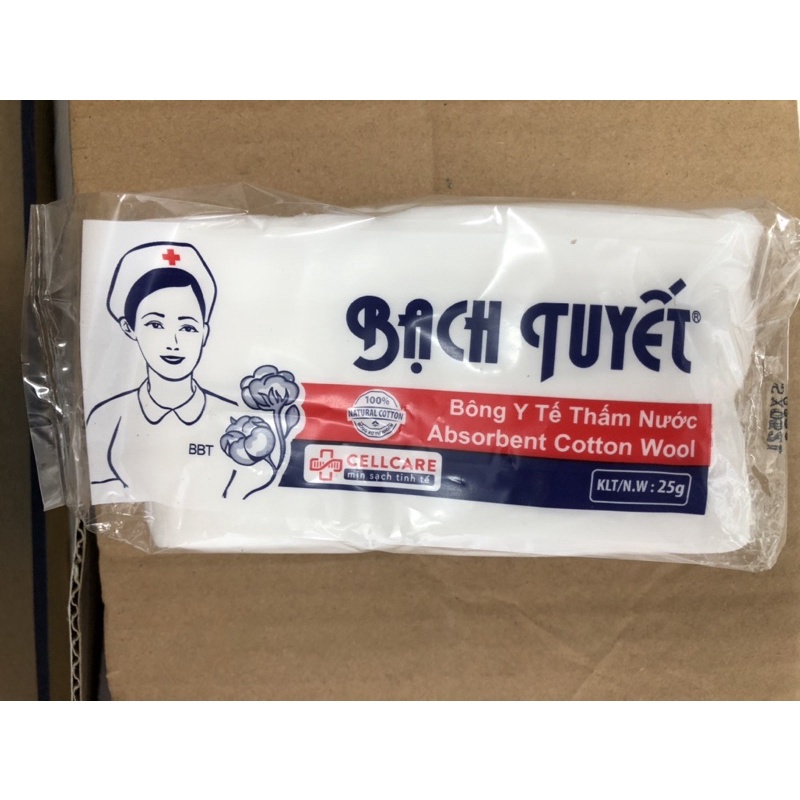 BẠCH TUYẾT®
100%
NATURAL COTTON
Bông Y Tế Thấm Nước
Absorbent Cotton Wool
BBT
CELLCARE
mịn sạch tinh tế
KLT/N.W : 25g